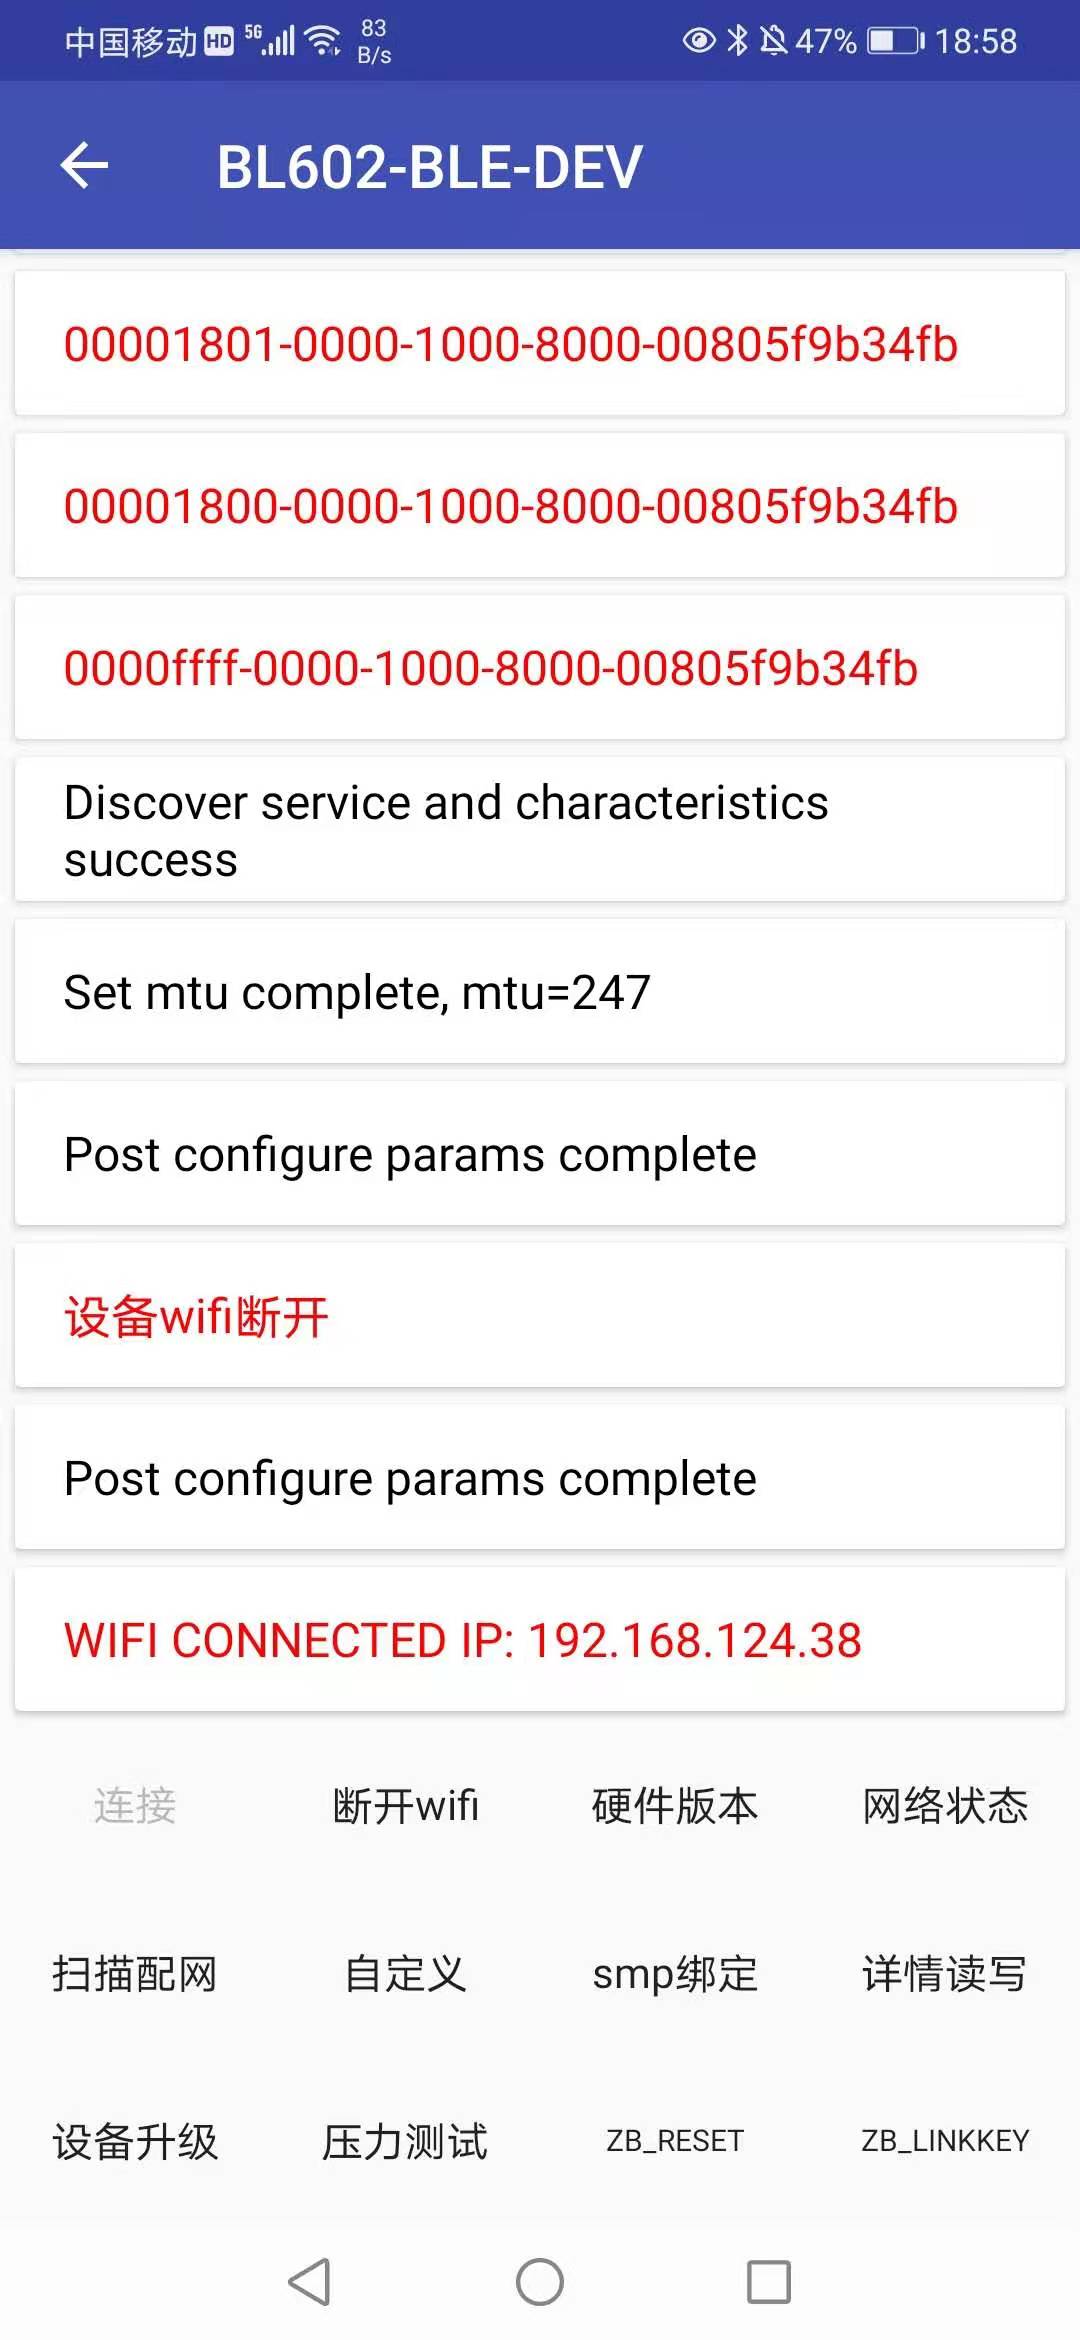 中国移动 HD 5G 83 B/s 47% 18:58
BL602-BLE-DEV
00001801-0000-1000-8000-00805f9b34fb
00001800-0000-1000-8000-00805f9b34fb
0000ffff-0000-1000-8000-00805f9b34fb
Discover service and characteristics
success
Set mtu complete, mtu=247
Post configure params complete
设备wifi断开
Post configure params complete
WIFI CONNECTED IP: 192.168.124.38
连接 断开wifi 硬件版本 网络状态
扫描配网 自定义 smp绑定 详情读写
设备升级 压力测试 ZB_RESET ZB_LINKKEY